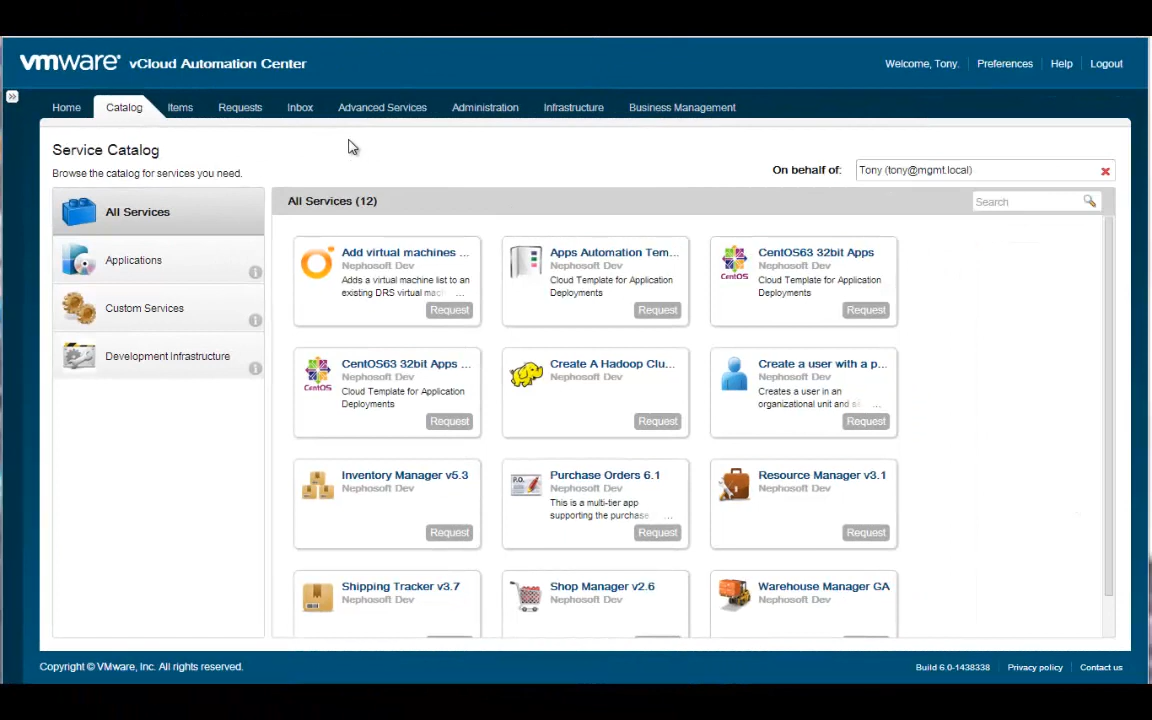 vmware vCloud Automation Center
Welcome, Tony. Preferences Help Logout
Home Catalog Items Requests Inbox Advanced Services Administration Infrastructure Business Management
Service Catalog
Browse the catalog for services you need.
On behalf of: Tony (tony@mgmt.local)
All Services
Applications
Custom Services
Development Infrastructure
All Services (12)
Search
Add virtual machines ...
Nephosoft Dev
Adds a virtual machine list to an
existing DRS virtual mac ...
Request
Apps Automation Tem...
Cloud Template for Application
Deployments
Request
CentOS
CentOS63 32bit Apps
Cloud Template for Application
Deployments
Request
CentOS
CentOS63 32bit Apps ...
Nephosoft Dev
Cloud Template for Application
Deployments
Request
Create A Hadoop Clu...
Nephosoft Dev
Request
Create a user with a p...
Nephosoft Dev
Creates a user in an
organizational unit and ...
Request
Inventory Manager v5.3
Nephosoft Dev
Request
P.O.
Purchase Orders 6.1
Nephosoft Dev
This is a multi-tier app
supporting the purchase ...
Request
Resource Manager v3.1
Nephosoft Dev
Request
Shipping Tracker v3.7
Nephosoft Dev
Shop Manager v2.6
Nephosoft Dev
Warehouse Manager GA
Nephosoft Dev
Copyright © VMware, Inc. All rights reserved.
Build 6.0-1438338 Privacy policy Contact us